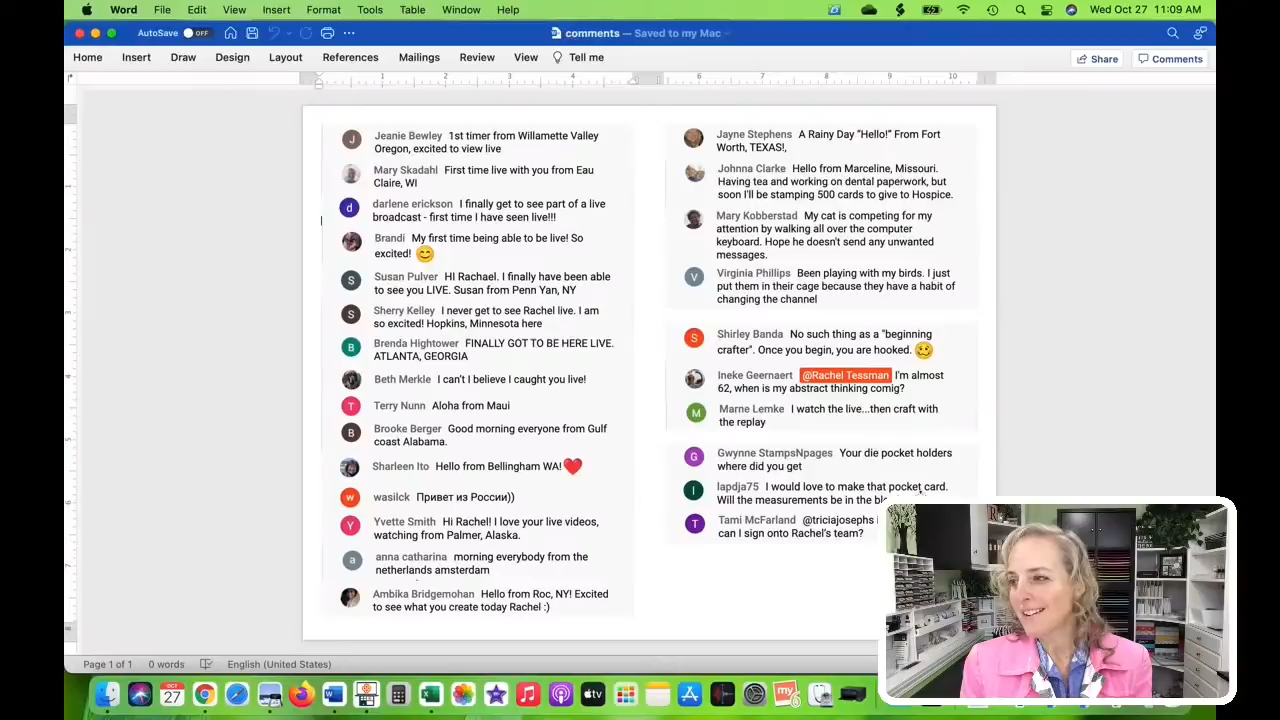 Word File Edit View Insert Format Tools Table Window Help Wed Oct 27 11:09 AM
AutoSave OFF comments — Saved to my Mac
Home Insert Draw Design Layout References Mailings Review View Tell me Share Comments
1 2 3 4 6 7 8 9 10
Jeanie Bewley 1st timer from Willamette Valley
Oregon, excited to view live
Mary Skadahl First time live with you from Eau
Claire, WI
darlene erickson I finally get to see part of a live
broadcast - first time I have seen live!!!
Brandi My first time being able to be live! So
excited! 😊
Susan Pulver HI Rachael. I finally have been able
to see you LIVE. Susan from Penn Yan, NY
Sherry Kelley I never get to see Rachel live. I am
so excited! Hopkins, Minnesota here
Brenda Hightower FINALLY GOT TO BE HERE LIVE.
ATLANTA, GEORGIA
Beth Merkle I can't I believe I caught you live!
Terry Nunn Aloha from Maui
Brooke Berger Good morning everyone from Gulf
coast Alabama.
Sharleen Ito Hello from Bellingham WA!❤️
wasilck Привет из России))
Yvette Smith Hi Rachel! I love your live videos,
watching from Palmer, Alaska.
anna catharina morning everybody from the
netherlands amsterdam
Ambika Bridgemohan Hello from Roc, NY! Excited
to see what you create today Rachel :)
Jayne Stephens A Rainy Day "Hello!" From Fort
Worth, TEXAS!,
Johnna Clarke Hello from Marceline, Missouri.
Having tea and working on dental paperwork, but
soon I'll be stamping 500 cards to give to Hospice.
Mary Kobberstad My cat is competing for my
attention by walking all over the computer
keyboard. Hope he doesn't send any unwanted
messages.
Virginia Phillips Been playing with my birds. I just
put them in their cage because they have a habit of
changing the channel
Shirley Banda No such thing as a "beginning
crafter". Once you begin, you are hooked. 🥴
Ineke Geernaert @Rachel Tessman I'm almost
62, when is my abstract thinking comig?
Marne Lemke I watch the live...then craft with
the replay
Gwynne StampsNpages Your die pocket holders
where did you get
lapdja75 I would love to make that pocket card.
Will the measurements be in the
Tami McFarland @triciajosephs
can I sign onto Rachel's team?
Page 1 of 1 0 words English (United States)
OCT
27